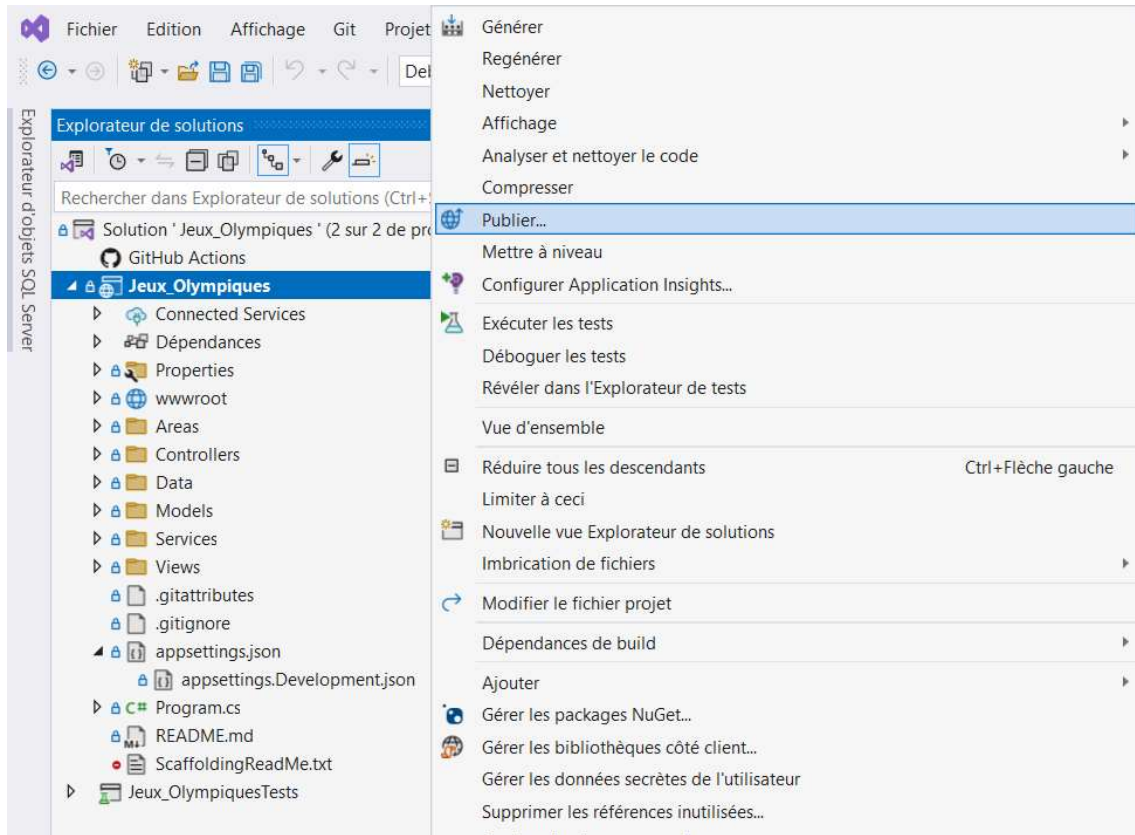 Fichier Edition Affichage Git Projet
Explorateur d'objets SQL Server
Explorateur de solutions
Rechercher dans Explorateur de solutions (Ctrl+
Solution ' Jeux_Olympiques ' (2 sur 2 de
GitHub Actions
Jeux_Olympiques
Connected Services
Dépendances
Properties
wwwroot
Areas
Controllers
Data
Models
Services
Views
.gitattributes
.gitignore
appsettings.json
appsettings.Development.json
C# Program.cs
README.md
ScaffoldingReadMe.txt
Jeux_OlympiquesTests
Générer
Regénérer
Nettoyer
Affichage
Analyser et nettoyer le code
Compresser
Publier...
Mettre à niveau
Configurer Application Insights...
Exécuter les tests
Déboguer les tests
Révéler dans l'Explorateur de tests
Vue d'ensemble
Réduire tous les descendants Ctrl+Flèche gauche
Limiter à ceci
Nouvelle vue Explorateur de solutions
Imbrication de fichiers
Modifier le fichier projet
Dépendances de build
Ajouter
Gérer les packages NuGet...
Gérer les bibliothèques côté client...
Gérer les données secrètes de l'utilisateur
Supprimer les références inutilisées...